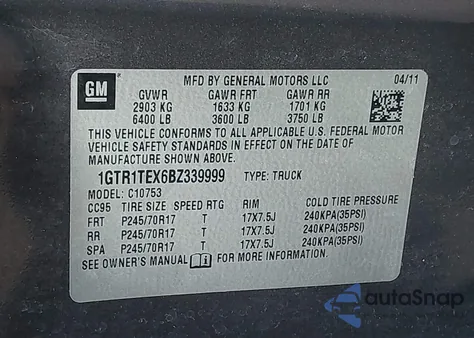 GM
MFD BY GENERAL MOTORS LLC 04/11
GVWR GAWR FRT GAWR RR
2903 KG 1633 KG 1701 KG
6400 LB 3600 LB 3750 LB
THIS VEHICLE CONFORMS TO ALL APPLICABLE U.S. FEDERAL MOTOR
VEHICLE SAFETY STANDARDS IN EFFECT ON THE DATE OF
MANUFACTURE SHOWN ABOVE.
1GTR1TEX6BZ339999 TYPE: TRUCK
MODEL: C10753
CC95 TIRE SIZE SPEED RTG RIM COLD TIRE PRESSURE
FRT P245/70R17 T 17X7.5J 240KPA(35PSI)
RR P245/70R17 T 17X7.5J 240KPA(35PSI)
SPA P245/70R17 T 17X7.5J 240KPA(35PSI)
SEE OWNER'S MANUAL FOR MORE INFORMATION.
autoSnap